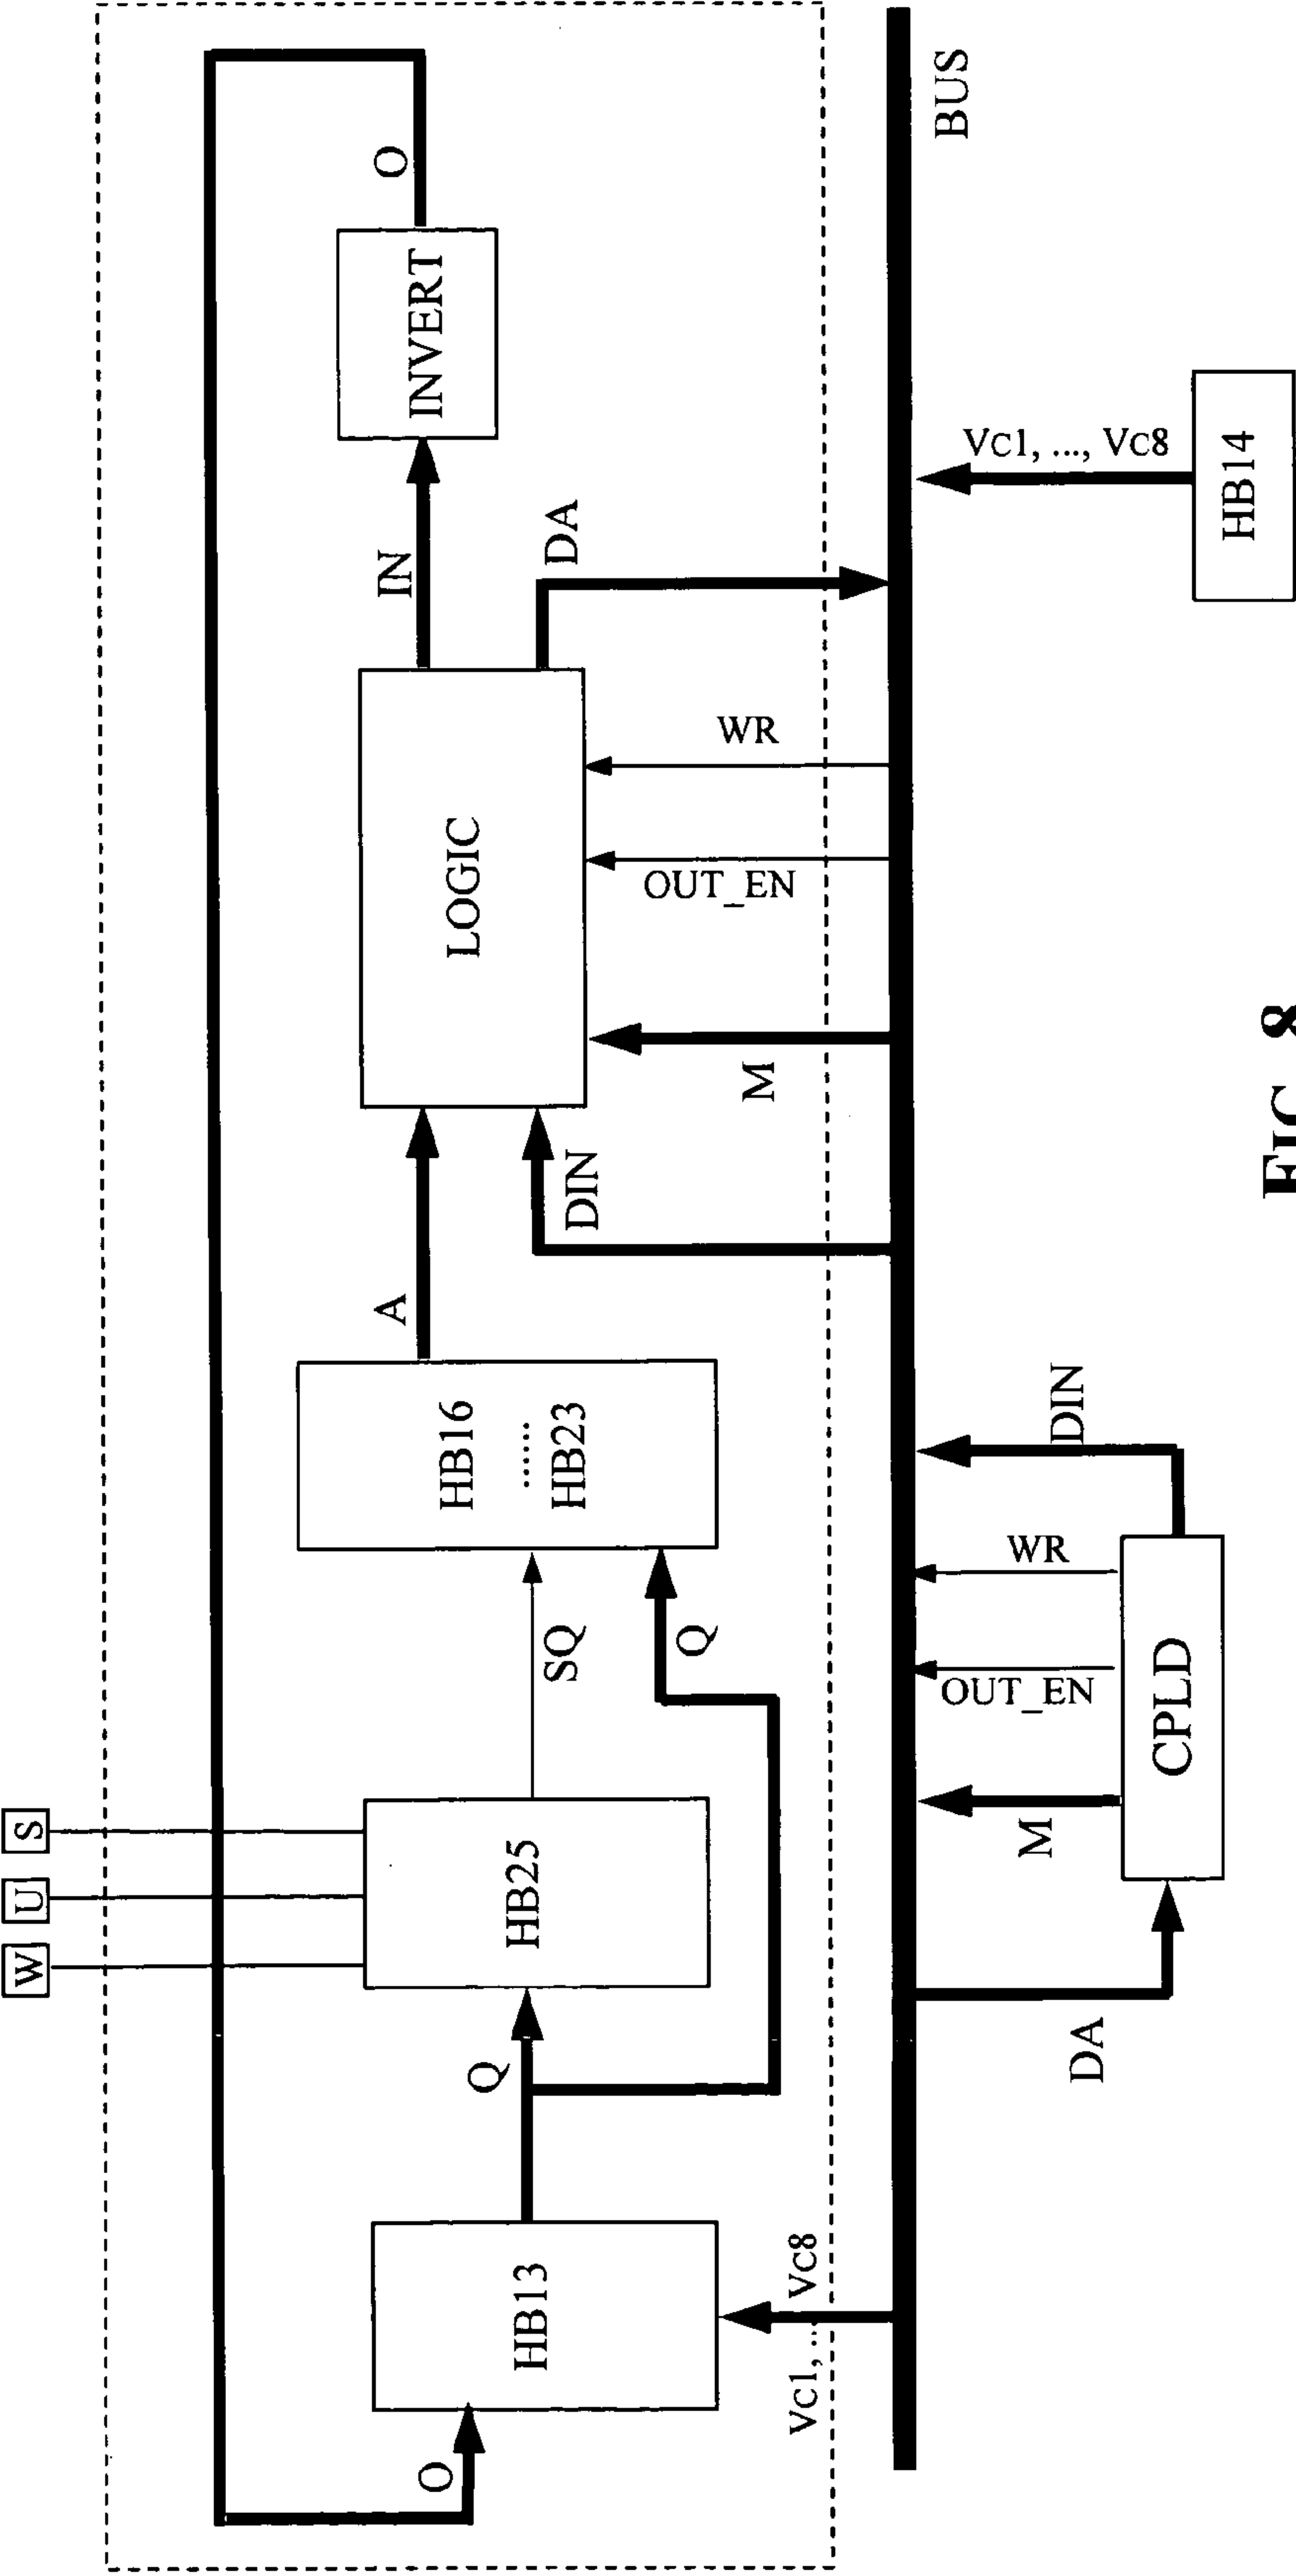 W
U
S
A
IN
O
O
HB13
Q
HB25
SQ
Q
HB16
......
HB23
LOGIC
INVERT
DIN
DA
M
OUT_EN
WR
VC1, ..., VC8
BUS
DA
M
OUT_EN
WR
DIN
CPLD
VC1, ..., VC8
HB14
FIG. 8